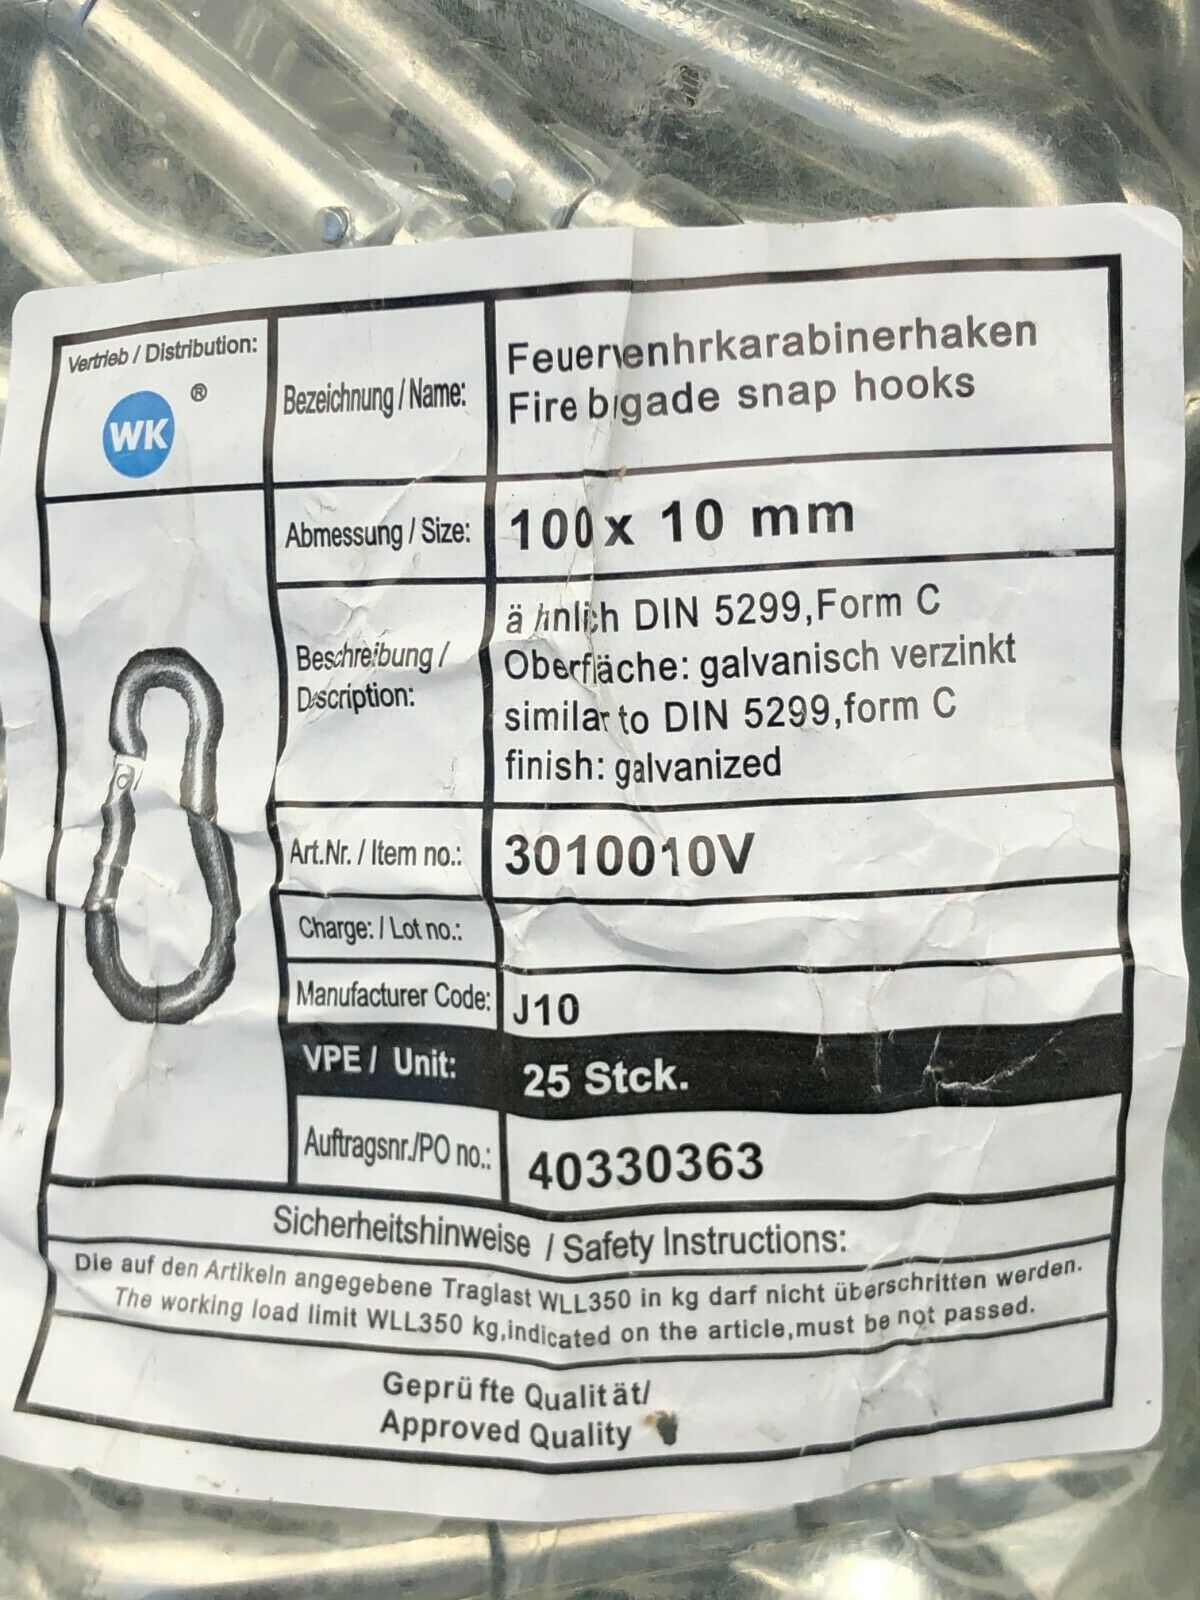 Vertrieb / Distribution:
WK ®
Bezeichnung / Name:
Feuerwehrkarabinerhaken
Fire brigade snap hooks
Abmessung / Size:
100 x 10 mm
Beschreibung /
Description:
ähnlich DIN 5299,Form C
Oberfläche: galvanisch verzinkt
similar to DIN 5299,form C
finish: galvanized
Art.Nr. / Item no.:
3010010V
Charge: / Lot no.:
Manufacturer Code:
J10
VPE / Unit:
25 Stck.
Auftragsnr./PO no.:
40330363
Sicherheitshinweise / Safety Instructions:
Die auf den Artikeln angegebene Traglast WLL350 in kg darf nicht überschritten werden.
The working load limit WLL350 kg,indicated on the article,must be not passed.
Geprüfte Qualität/
Approved Quality